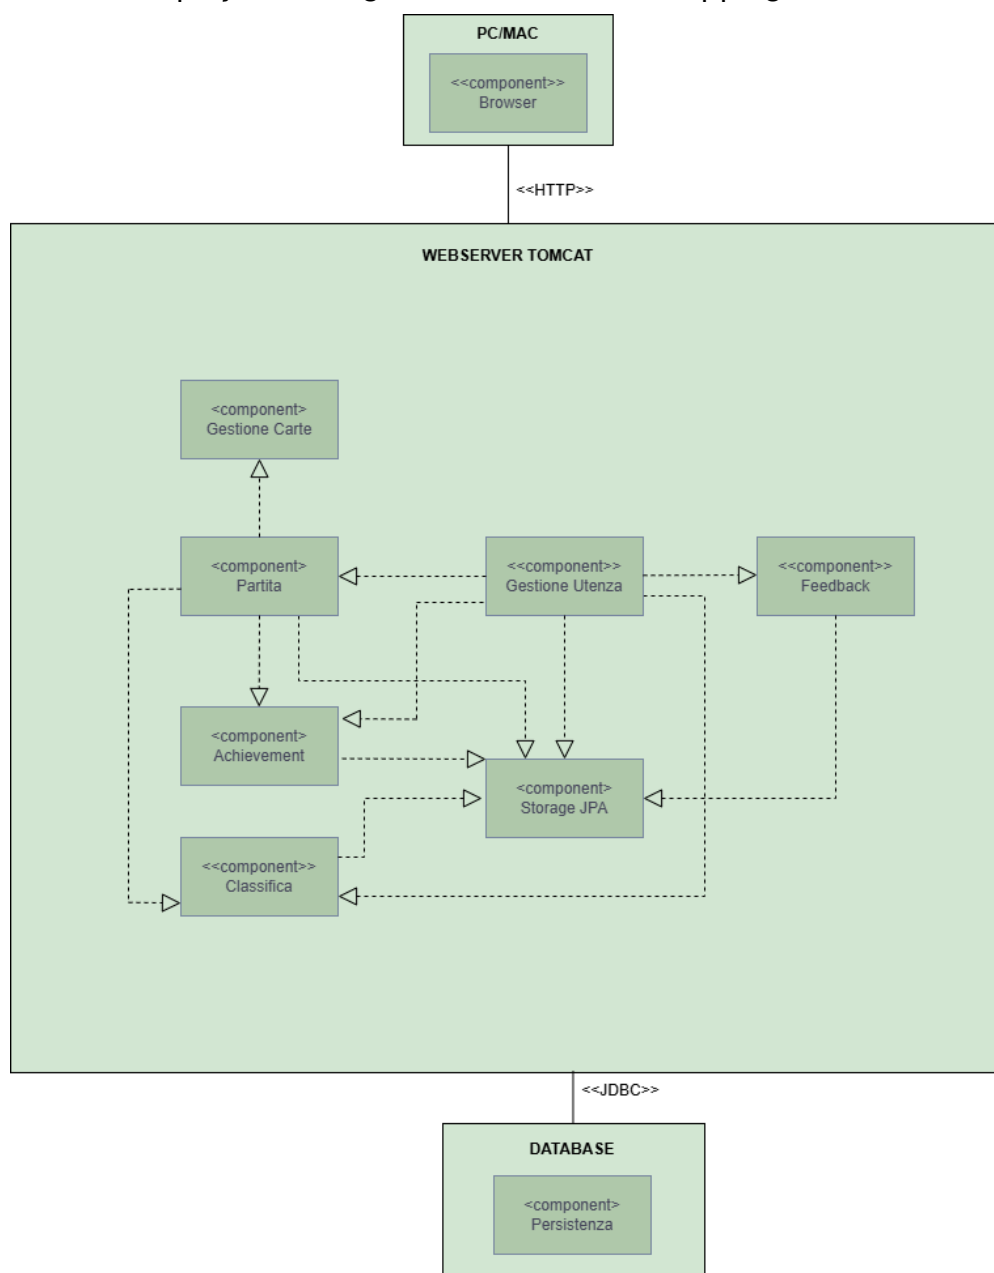 PC/MAC
<<component>>
Browser
<<HTTP>>
WEBSERVER TOMCAT
<component>
Gestione Carte
<component>
Partita
<<component>>
Gestione Utenza
<<component>>
Feedback
<component>
Achievement
<component>
Storage JPA
<<component>>
Classifica
<<JDBC>>
DATABASE
<component>
Persistenza